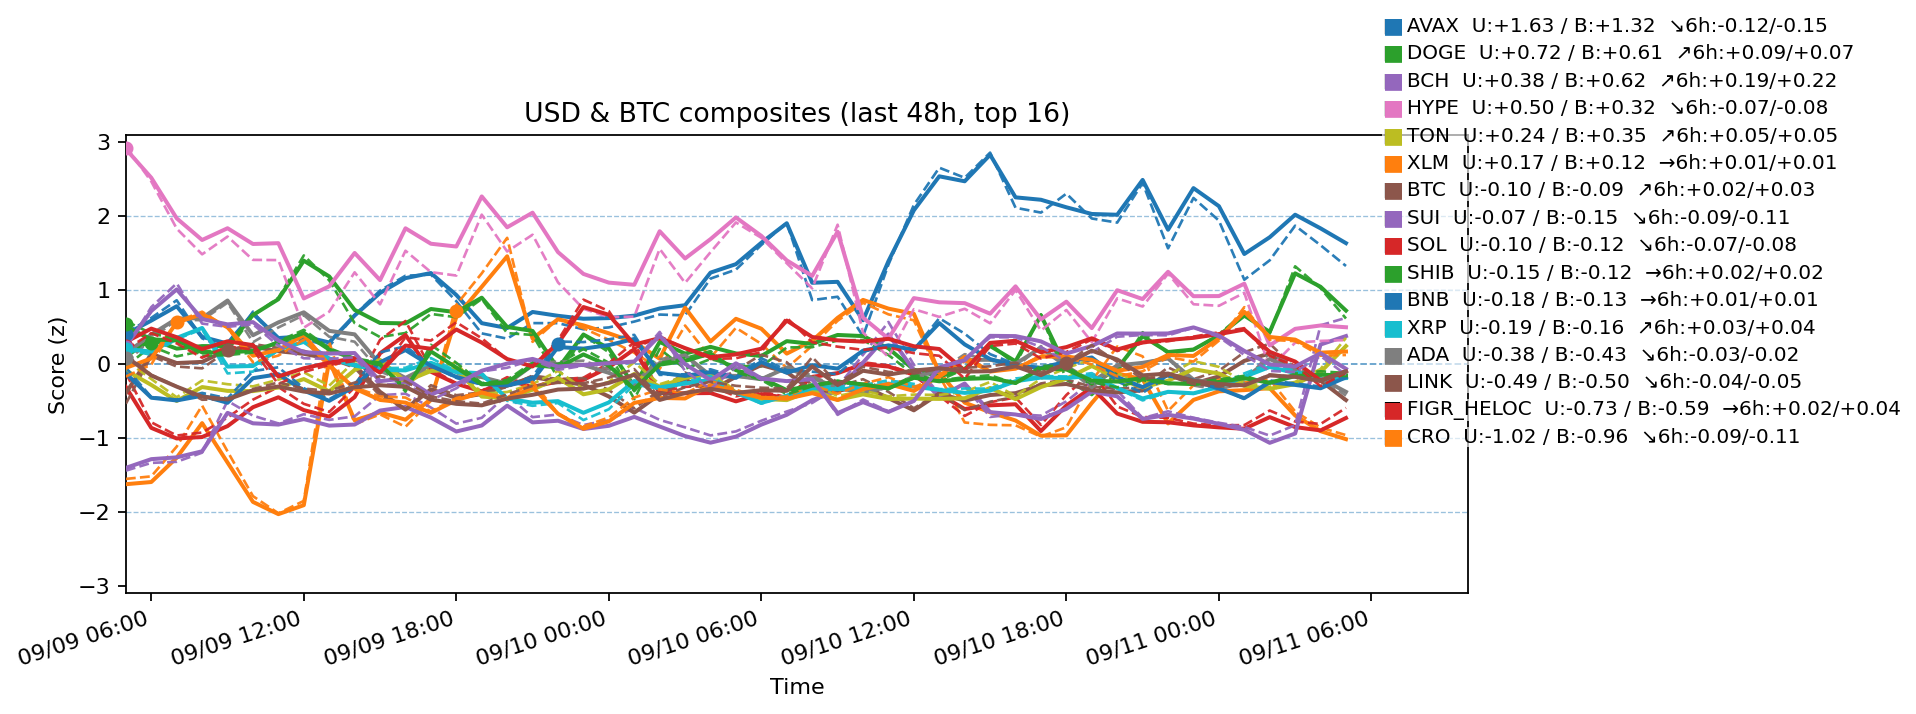 AVAX  U:+1.63 / B:+1.32  ↘6h:-0.12/-0.15
DOGE  U:+0.72 / B:+0.61  ↗6h:+0.09/+0.07
BCH  U:+0.38 / B:+0.62  ↗6h:+0.19/+0.22
HYPE  U:+0.50 / B:+0.32  ↘6h:-0.07/-0.08
TON  U:+0.24 / B:+0.35  ↗6h:+0.05/+0.05
XLM  U:+0.17 / B:+0.12  →6h:+0.01/+0.01
BTC  U:-0.10 / B:-0.09  ↗6h:+0.02/+0.03
SUI  U:-0.07 / B:-0.15  ↘6h:-0.09/-0.11
SOL  U:-0.10 / B:-0.12  ↘6h:-0.07/-0.08
SHIB  U:-0.15 / B:-0.12  →6h:+0.02/+0.02
BNB  U:-0.18 / B:-0.13  →6h:+0.01/+0.01
XRP  U:-0.19 / B:-0.16  ↗6h:+0.03/+0.04
ADA  U:-0.38 / B:-0.43  ↘6h:-0.03/-0.02
LINK  U:-0.49 / B:-0.50  ↘6h:-0.04/-0.05
FIGR_HELOC  U:-0.73 / B:-0.59  →6h:+0.02/+0.04
CRO  U:-1.02 / B:-0.96  ↘6h:-0.09/-0.11
USD & BTC composites (last 48h, top 16)
Score (z)
3
2
1
0
−1
−2
−3
09/09 06:00
09/09 12:00
09/09 18:00
09/10 00:00
09/10 06:00
09/10 12:00
09/10 18:00
09/11 00:00
09/11 06:00
Time